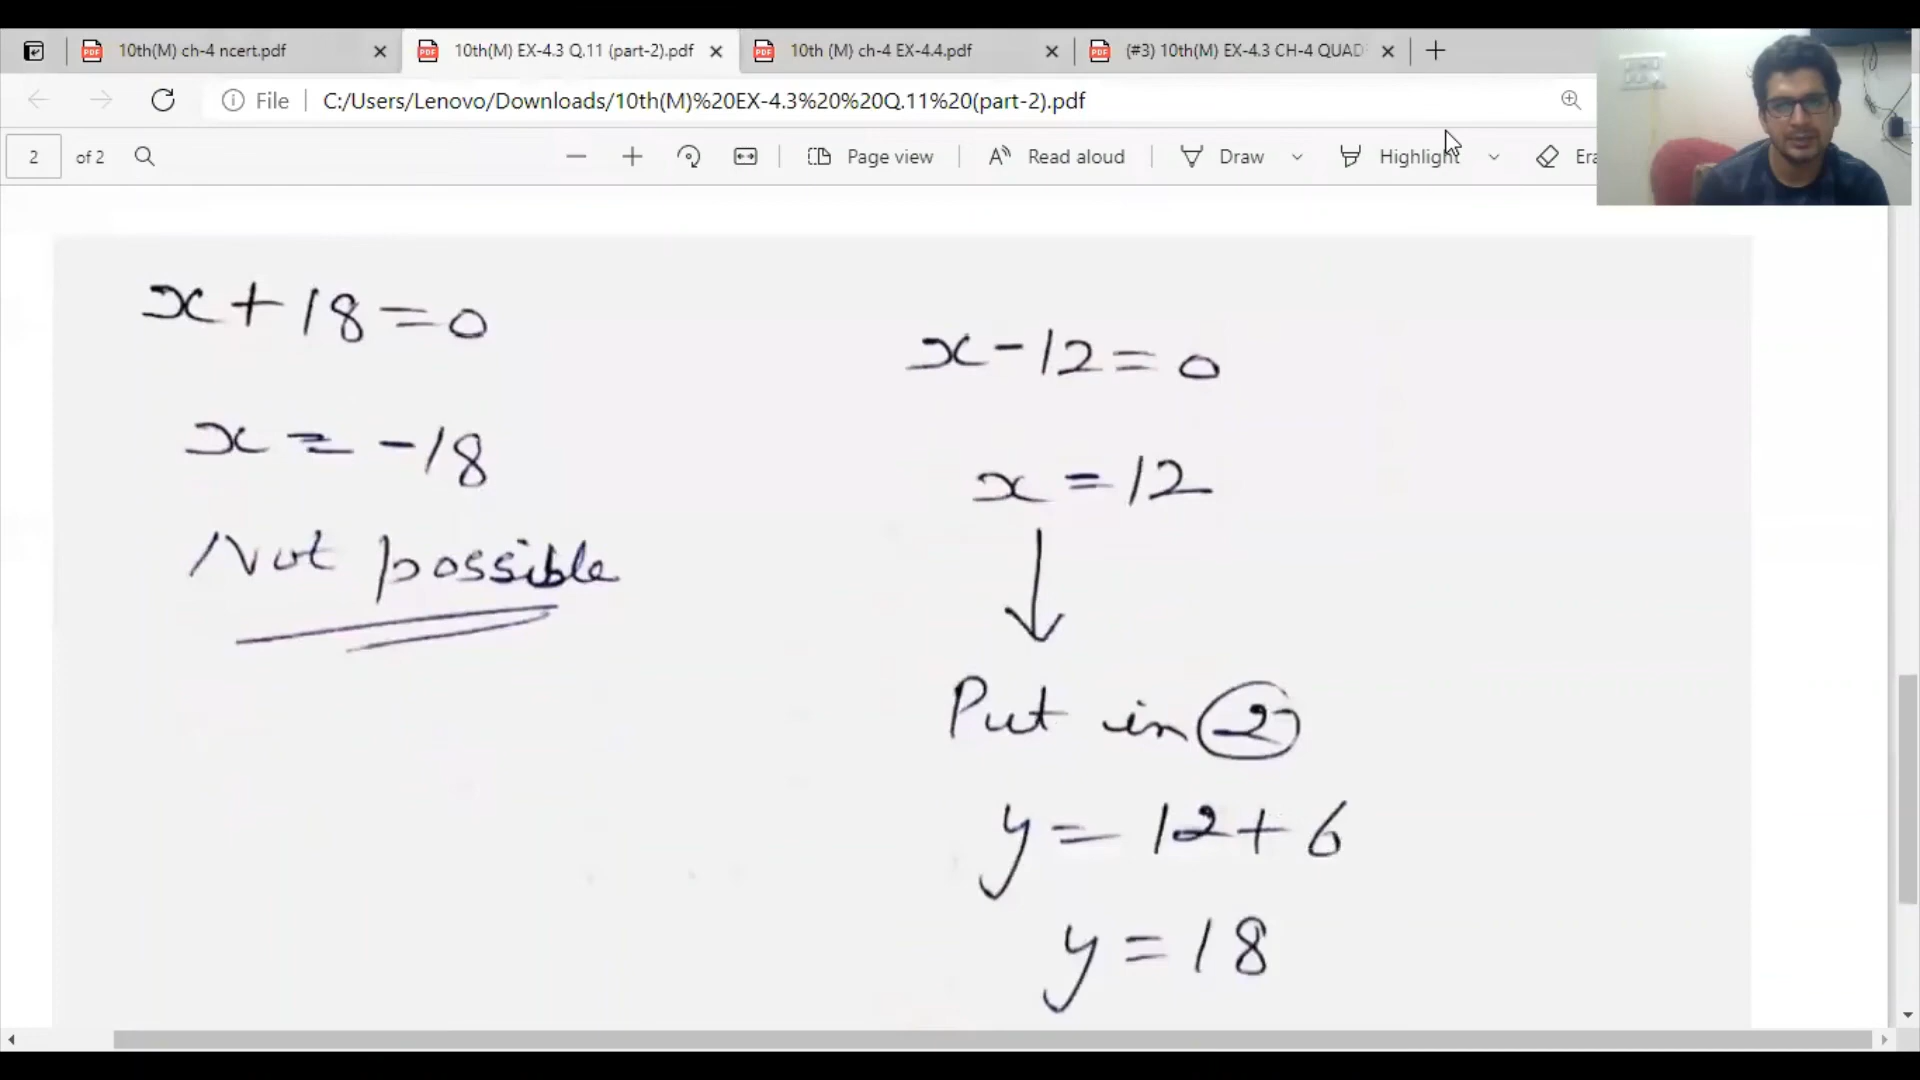 10th(M) ch-4 ncert.pdf
10th(M) EX-4.3 Q.11 (part-2).pdf
10th (M) ch-4 EX-4.4.pdf
(#3) 10th(M) EX-4.3 CH-4 QUAD
File
C:/Users/Lenovo/Downloads/10th(M)%20EX-4.3%20%20Q.11%20(part-2).pdf
2 of 2
Page view
Read aloud
Draw
Highlight
Era
x+18=0
x = -18
Not possible
x-12=0
x = 12
↓
Put in ②
y = 12+6
y = 18